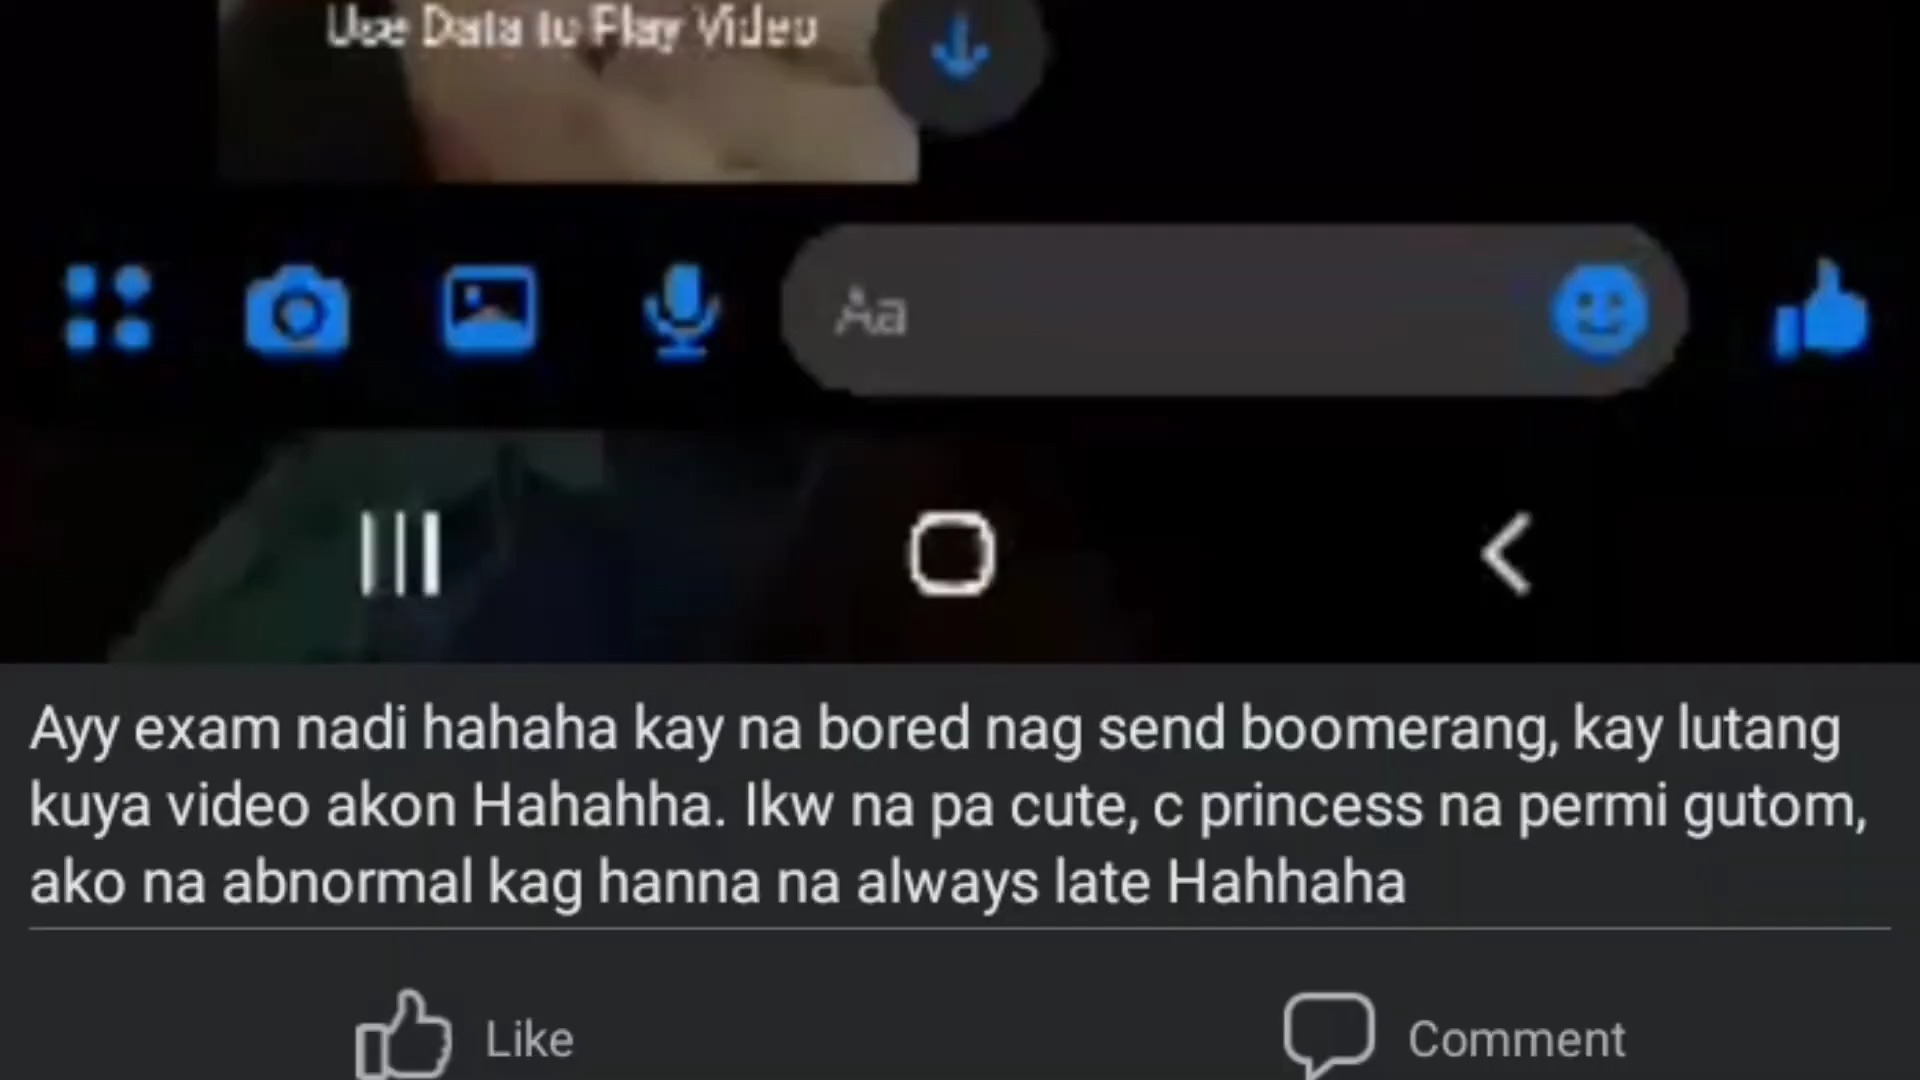 Use Data to Play Video
Aa
Ayy exam nadi hahaha kay na bored nag send boomerang, kay lutang
kuya video akon Hahahha. Ikw na pa cute, c princess na permi gutom,
ako na abnormal kag hanna na always late Hahhaha
Like
Comment